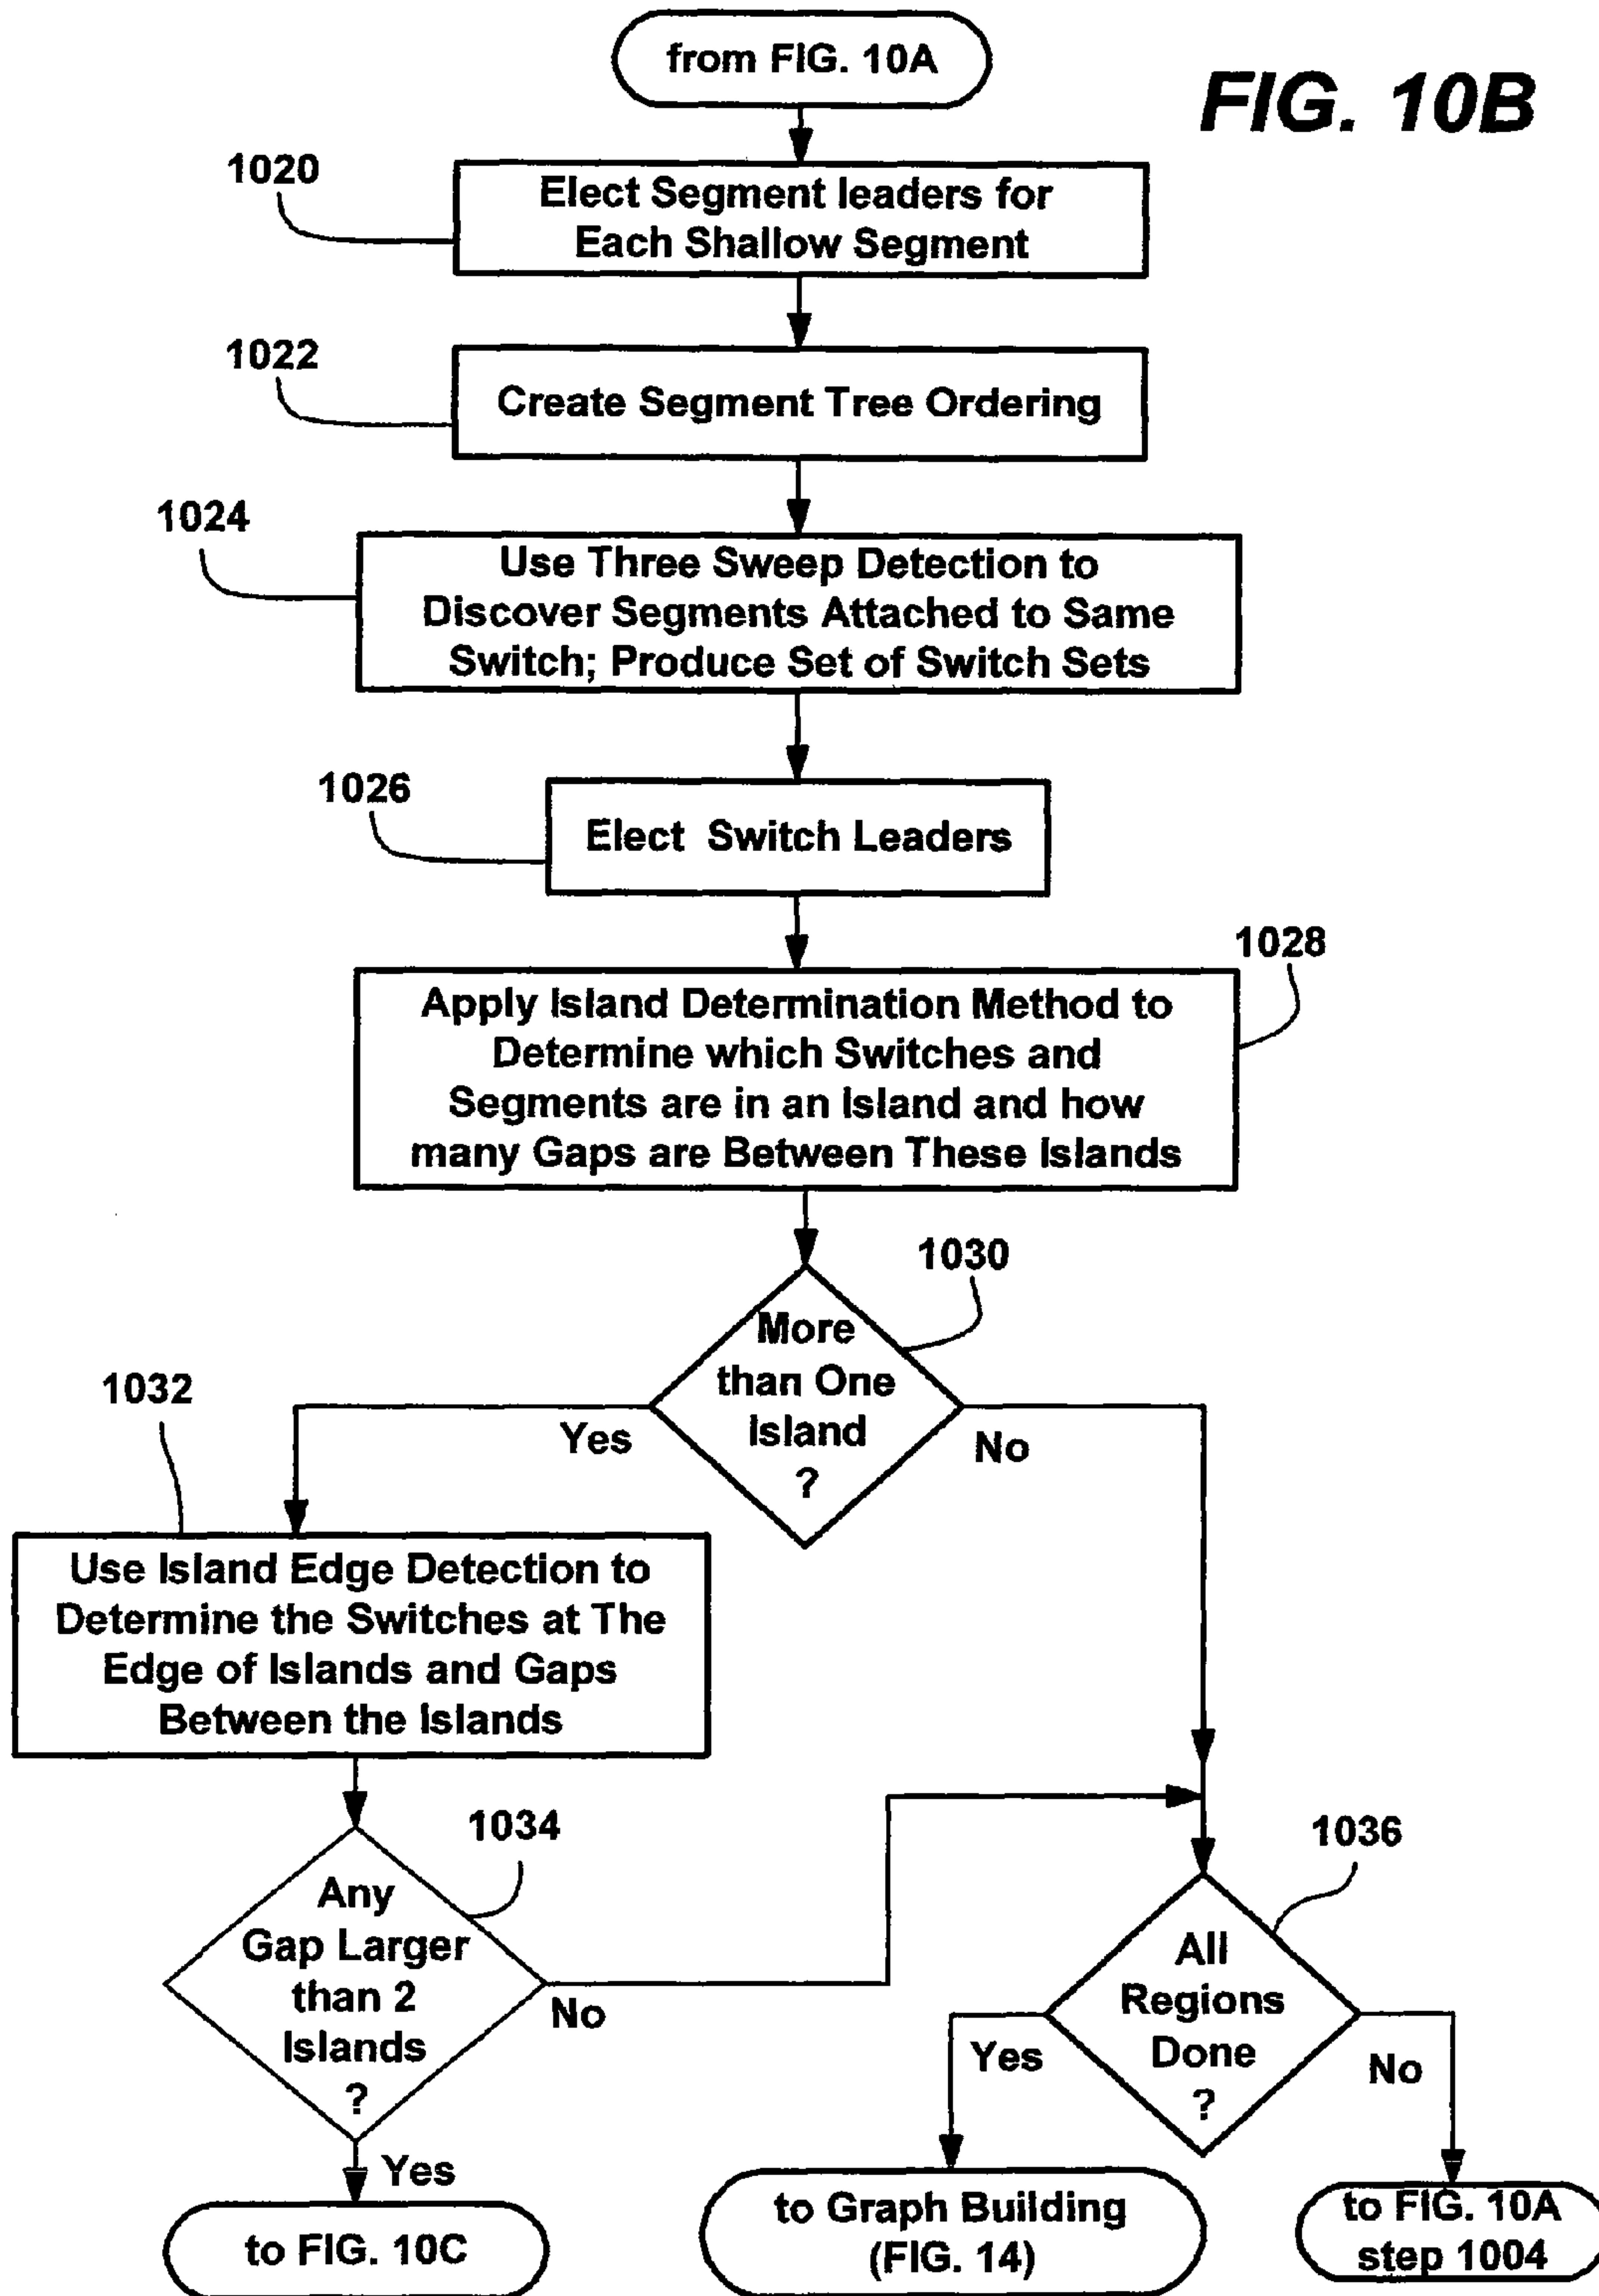 from FIG. 10A
FIG. 10B
1020
Elect Segment leaders for
Each Shallow Segment
1022
Create Segment Tree Ordering
1024
Use Three Sweep Detection to
Discover Segments Attached to Same
Switch; Produce Set of Switch Sets
1026
Elect Switch Leaders
1028
Apply Island Determination Method to
Determine which Switches and
Segments are in an Island and how
many Gaps are Between These Islands
1030
More
than One
Island
?
Yes
No
1032
Use Island Edge Detection to
Determine the Switches at The
Edge of Islands and Gaps
Between the Islands
1034
Any
Gap Larger
than 2
Islands
?
No
Yes
1036
All
Regions
Done
?
Yes
No
to FIG. 10C
to Graph Building
(FIG. 14)
to FIG. 10A
step 1004